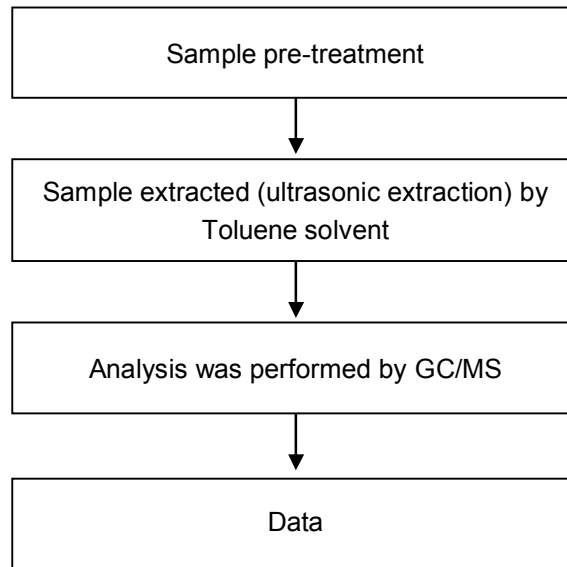 Sample pre-treatment
Sample extracted (ultrasonic extraction) by
Toluene solvent
Analysis was performed by GC/MS
Data